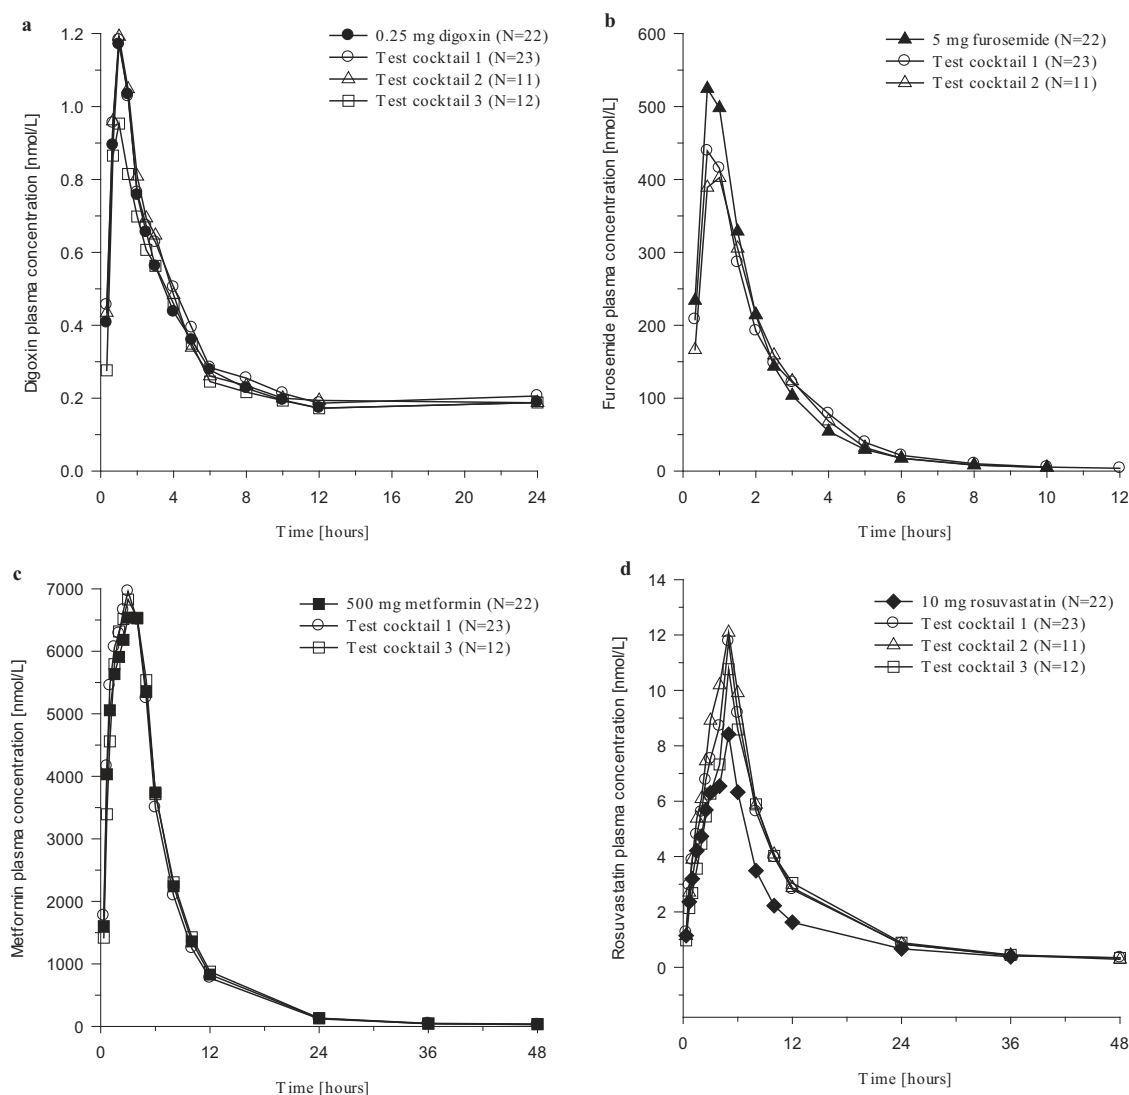 a
1.2
1.0
0.8
0.6
0.4
0.2
0.0
Digoxin plasma concentration [nmol/L]
0 4 8 12 16 20 24
Time [hours]
0.25 mg digoxin (N=22)
Test cocktail 1 (N=23)
Test cocktail 2 (N=11)
Test cocktail 3 (N=12)
b
600
500
400
300
200
100
0
Furosemide plasma concentration [nmol/L]
0 2 4 6 8 10 12
Time [hours]
5 mg furosemide (N=22)
Test cocktail 1 (N=23)
Test cocktail 2 (N=11)
c
7000
6000
5000
4000
3000
2000
1000
0
Metformin plasma concentration [nmol/L]
0 12 24 36 48
Time [hours]
500 mg metformin (N=22)
Test cocktail 1 (N=23)
Test cocktail 3 (N=12)
d
14
12
10
8
6
4
2
0
Rosuvastatin plasma concentration [nmol/L]
0 12 24 36 48
Time [hours]
10 mg rosuvastatin (N=22)
Test cocktail 1 (N=23)
Test cocktail 2 (N=11)
Test cocktail 3 (N=12)